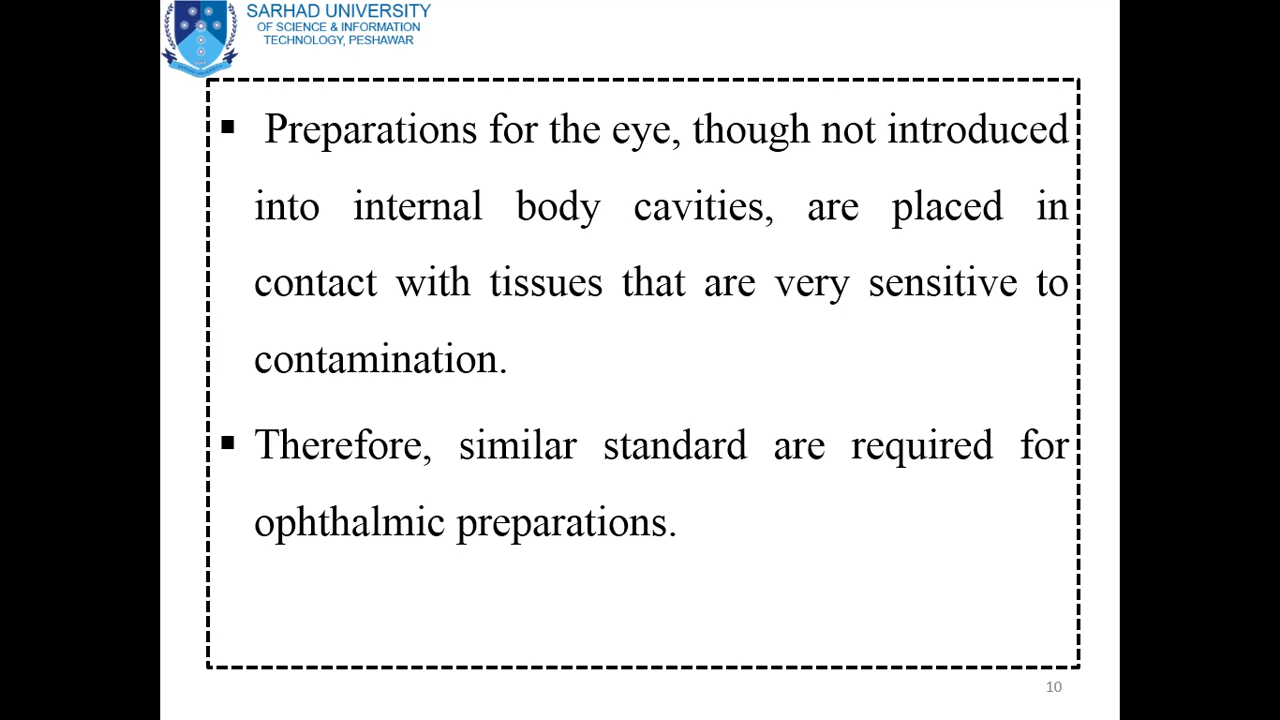 SARHAD UNIVERSITY
OF SCIENCE & INFORMATION
TECHNOLOGY, PESHAWAR
▪ Preparations for the eye, though not introduced
into internal body cavities, are placed in
contact with tissues that are very sensitive to
contamination.
▪ Therefore, similar standard are required for
ophthalmic preparations.
10